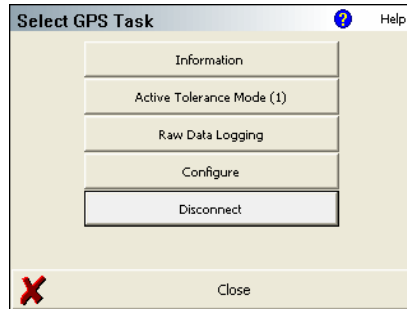 Select GPS Task ? Help
Information
Active Tolerance Mode (1)
Raw Data Logging
Configure
Disconnect
Close